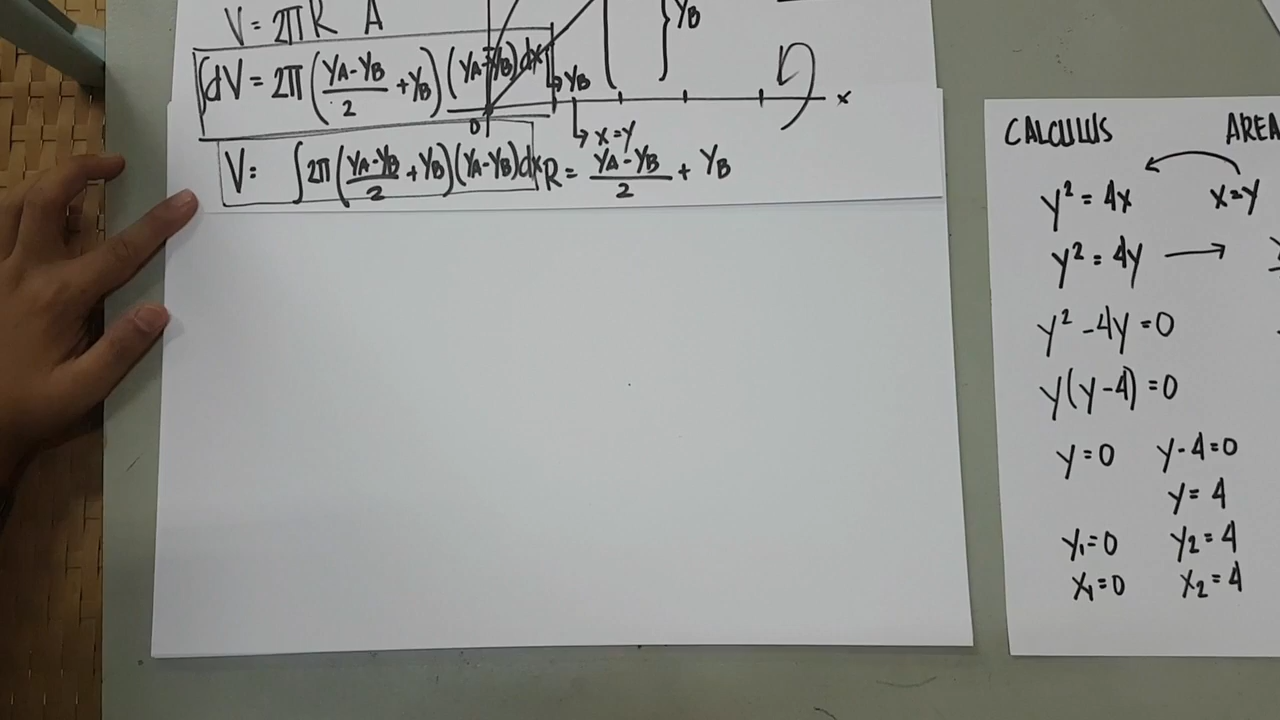 V = 2π R A
∫dV = 2π (YA-YB/2 + YB) (YA-YB)dx
V = ∫ 2π (YA-YB/2 + YB) (YA-YB)dx
YB
YB
x
0
x=y
R = YA-YB/2 + YB
CALCULUS AREA
y² = 4x x=y
y² = 4y →
y² - 4y = 0
y(y-4) = 0
y = 0 y-4=0
y = 4
y₁=0 y₂=4
x₁=0 x₂=4